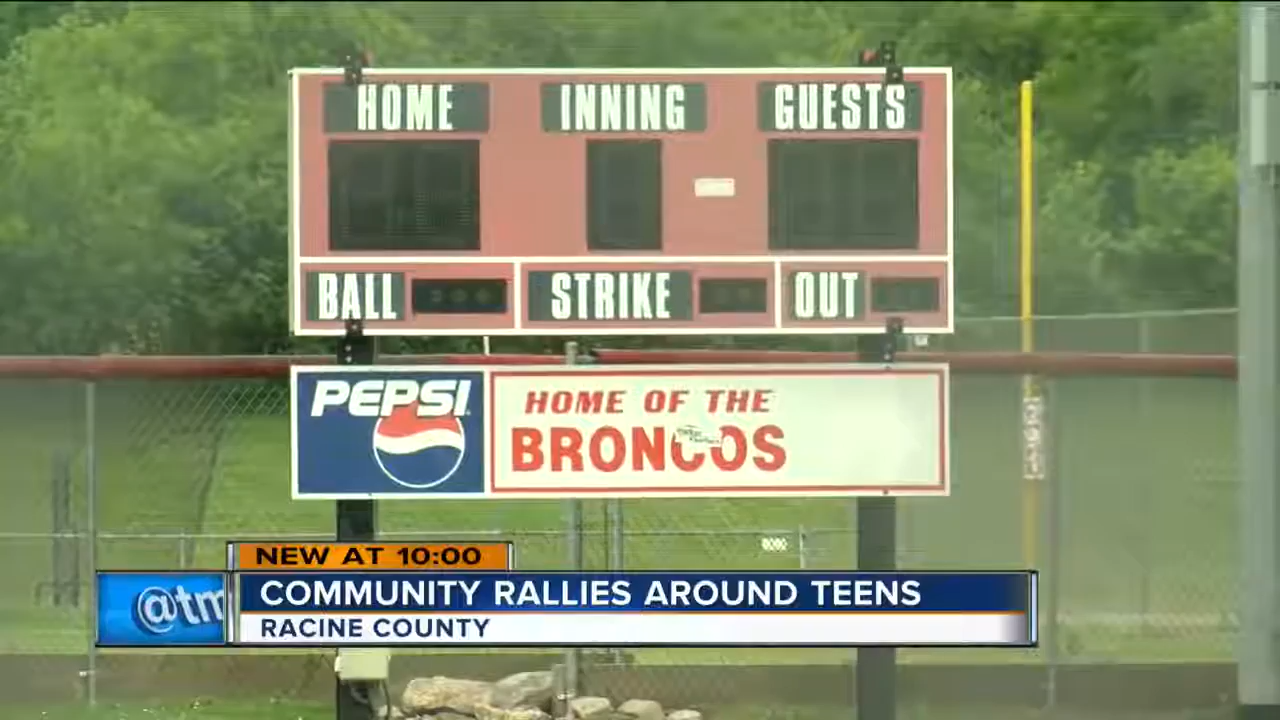 HOME INNING GUESTS
BALL STRIKE OUT
PEPSI
HOME OF THE
BRONCOS
NEW AT 10:00
@tm
COMMUNITY RALLIES AROUND TEENS
RACINE COUNTY